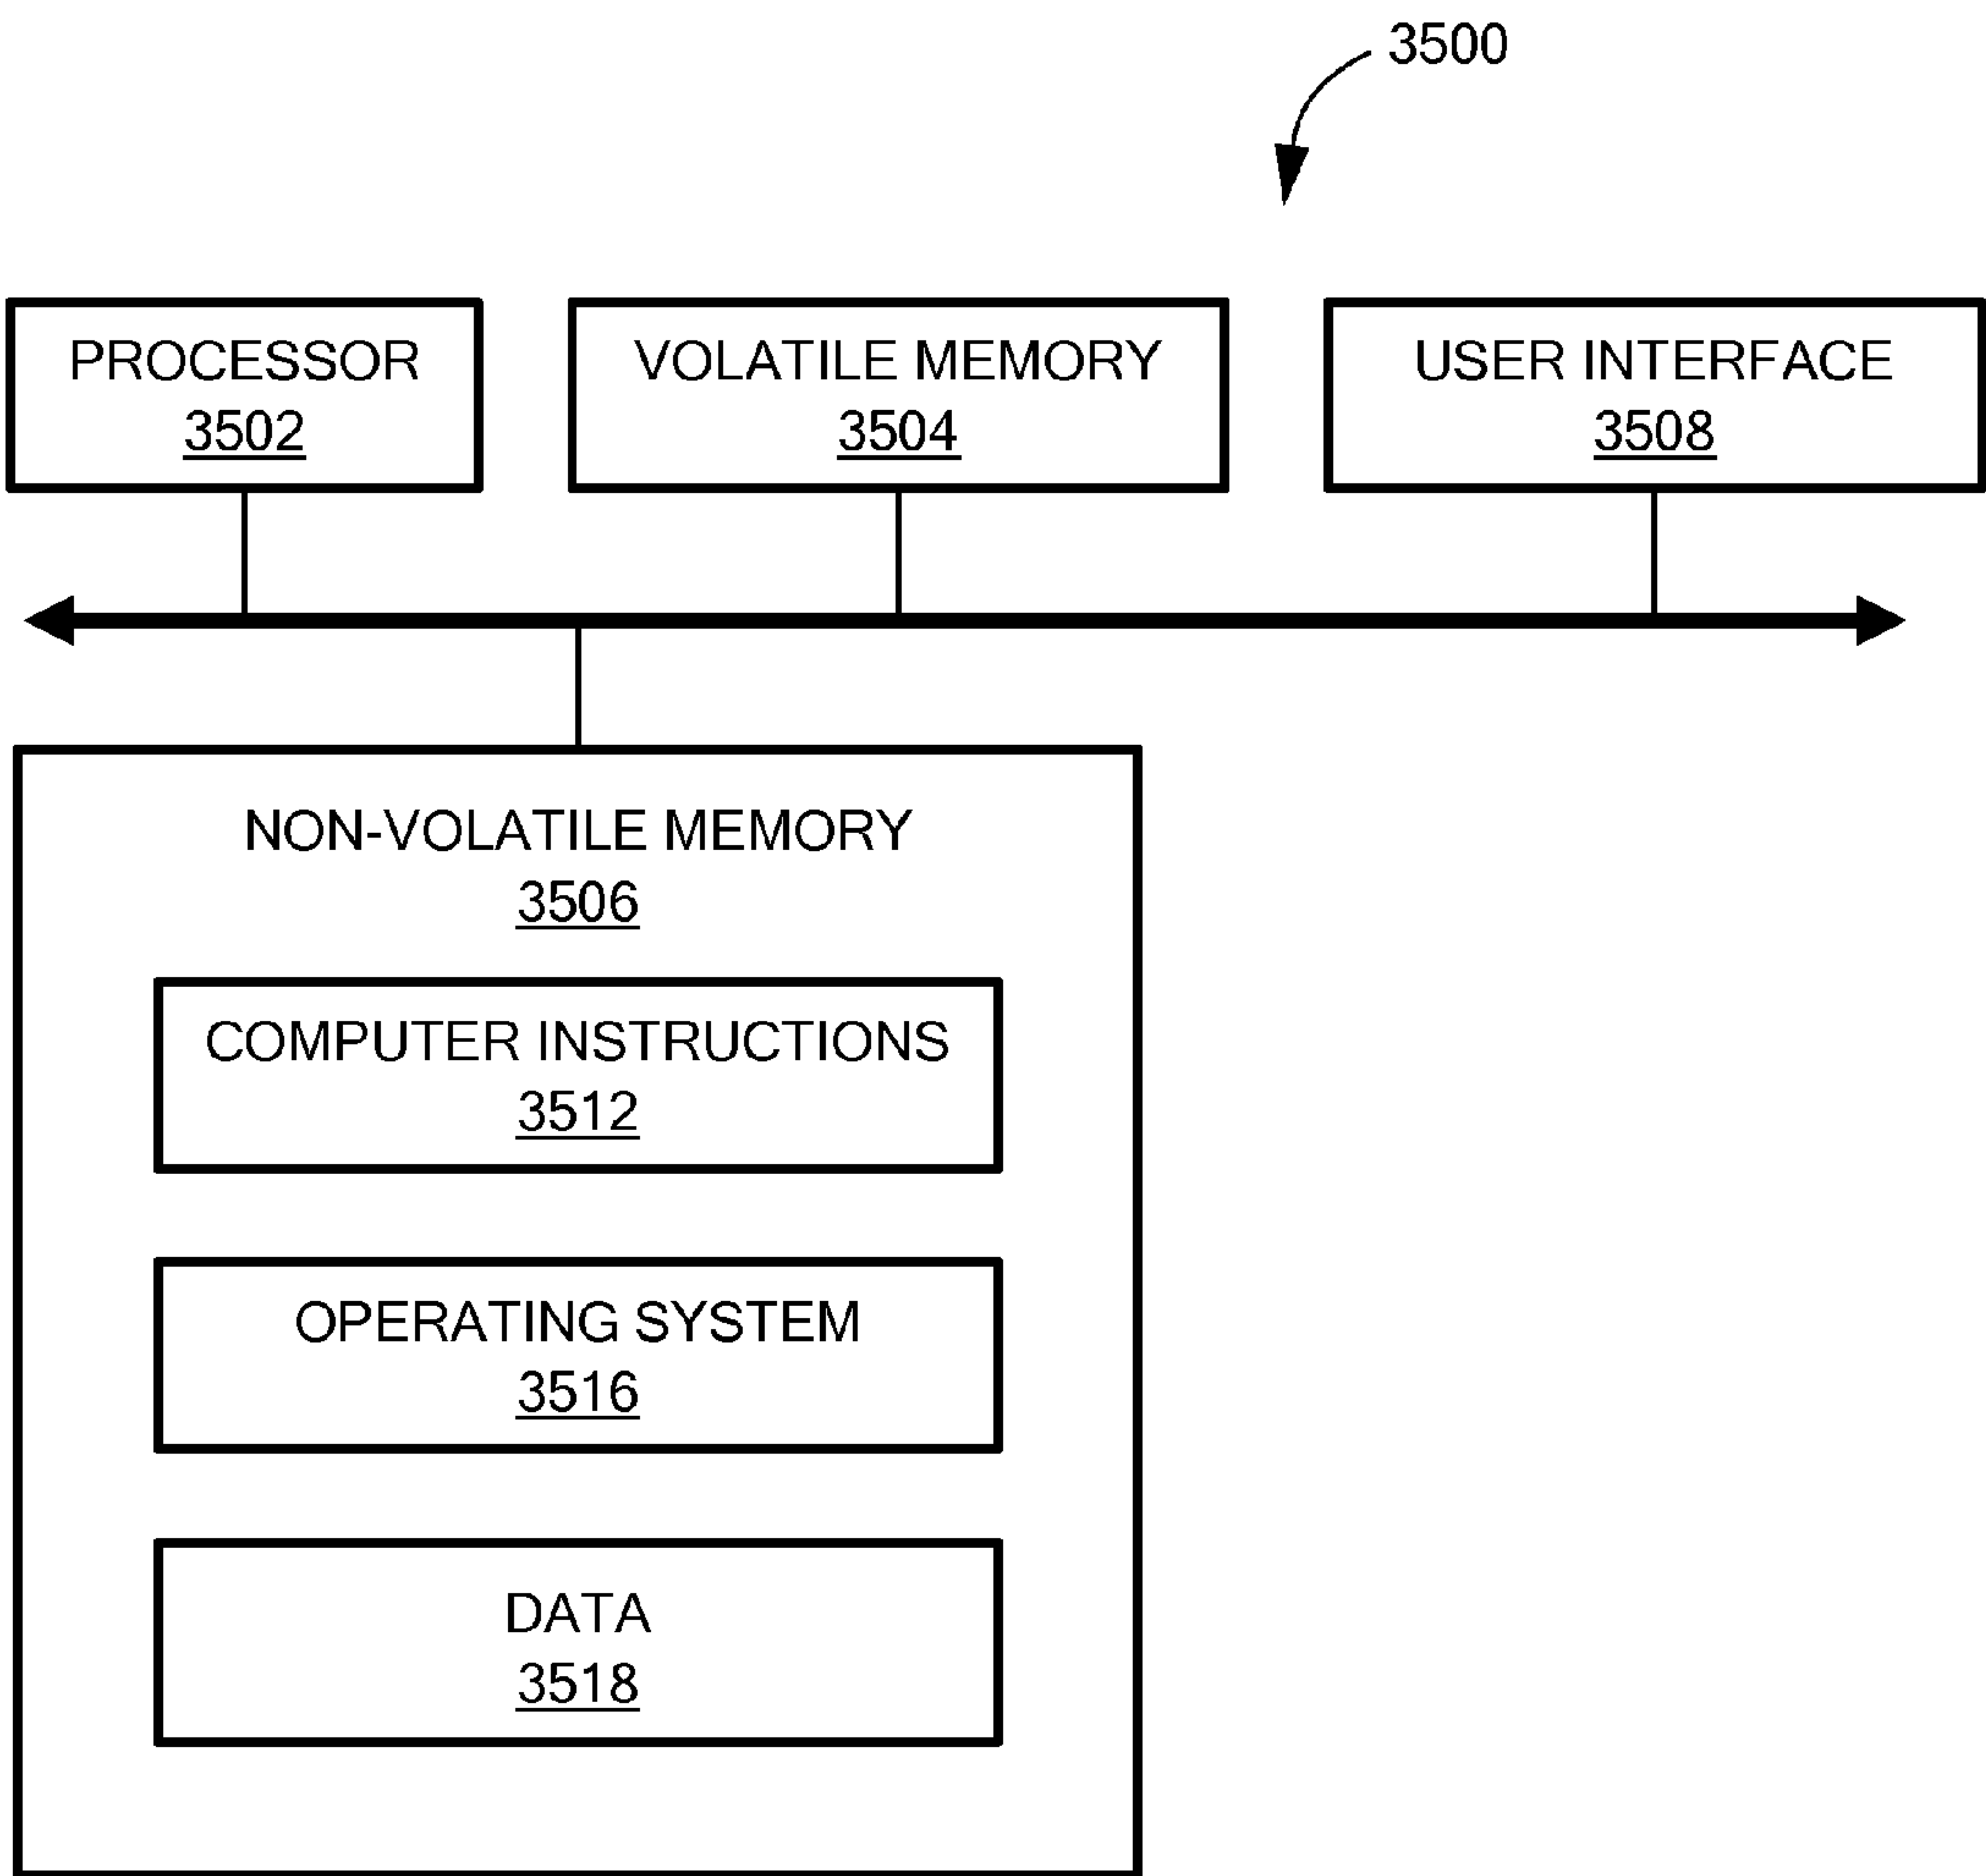 3500
PROCESSOR
3502
VOLATILE MEMORY
3504
USER INTERFACE
3508
NON-VOLATILE MEMORY
3506
COMPUTER INSTRUCTIONS
3512
OPERATING SYSTEM
3516
DATA
3518